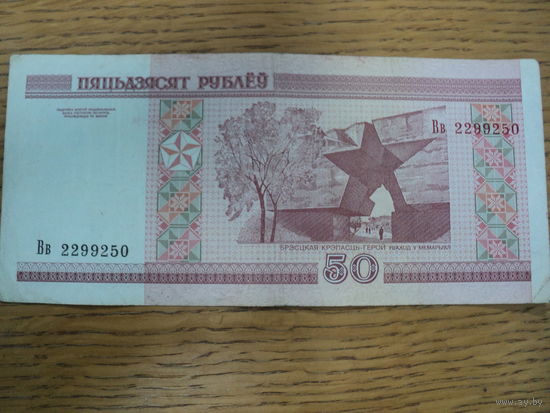 ПЯЦЬДЗЯСЯТ РУБЛЁЎ
Вв 2299250
БРЭСЦКАЯ КРЭПАСЦЬ-ГЕРОЙ УВАХОД У МЕМАРЫЯЛ
Вв 2299250
50
www.ay.by